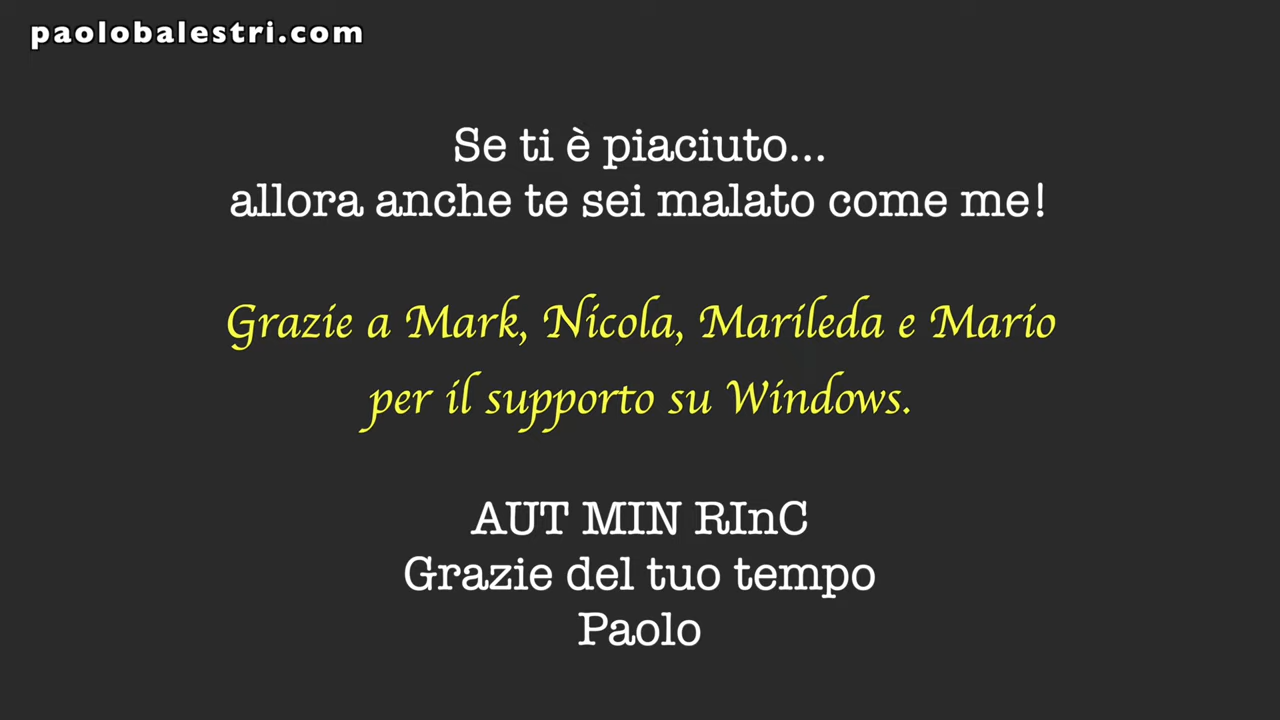 paolobalestri.com
Se ti è piaciuto...
allora anche te sei malato come me!
Grazie a Mark, Nicola, Marileda e Mario
per il supporto su Windows.
AUT MIN RInC
Grazie del tuo tempo
Paolo